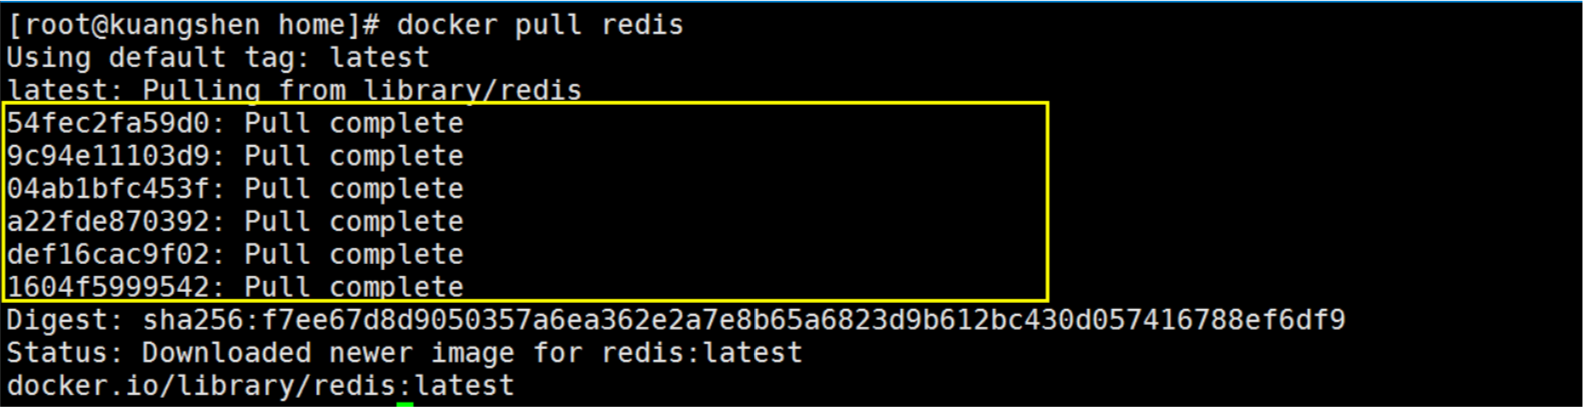 [root@kuangshen home]# docker pull redis
Using default tag: latest
latest: Pulling from library/redis
54fec2fa59d0: Pull complete
9c94e11103d9: Pull complete
04ab1bfc453f: Pull complete
a22fde870392: Pull complete
def16cac9f02: Pull complete
1604f5999542: Pull complete
Digest: sha256:f7ee67d8d9050357a6ea362e2a7e8b65a6823d9b612bc430d057416788ef6df9
Status: Downloaded newer image for redis:latest
docker.io/library/redis:latest